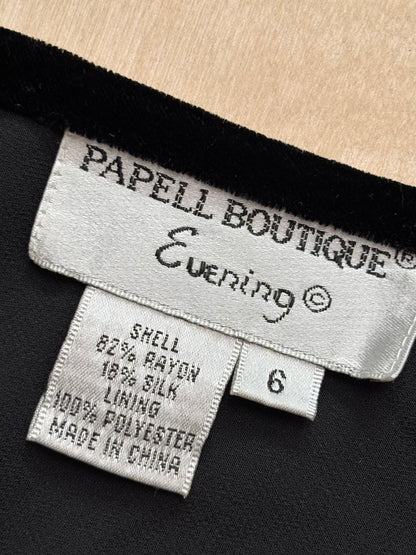 PAPELL BOUTIQUE®
Evening ©
6
SHELL
82% RAYON
18% SILK
LINING
100% POLYESTER
MADE IN CHINA